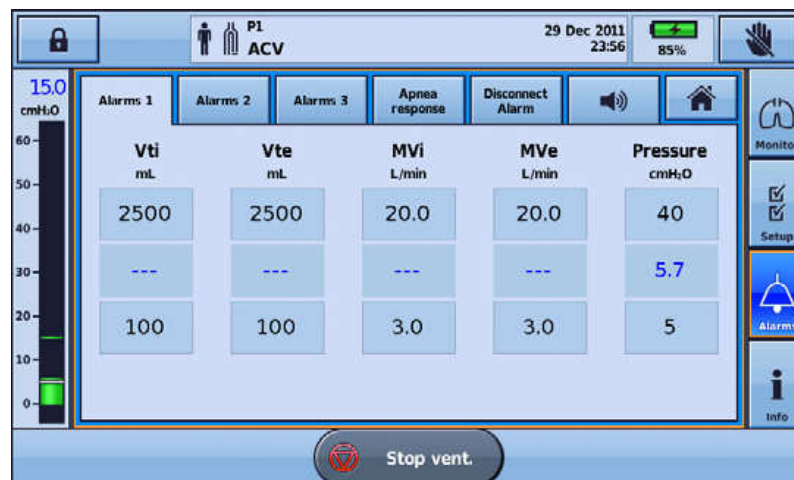 P1
ACV
29 Dec 2011
23:56
85%
15.0
cmH₂O
60
50
40
30
20
10
0
Alarms 1
Alarms 2
Alarms 3
Apnea
response
Disconnect
Alarm
Vti
Vte
MVi
MVe
Pressure
mL
mL
L/min
L/min
cmH₂O
2500
2500
20.0
20.0
40
---
---
---
---
5.7
100
100
3.0
3.0
5
Monito
Setup
Alarms
Info
Stop vent.